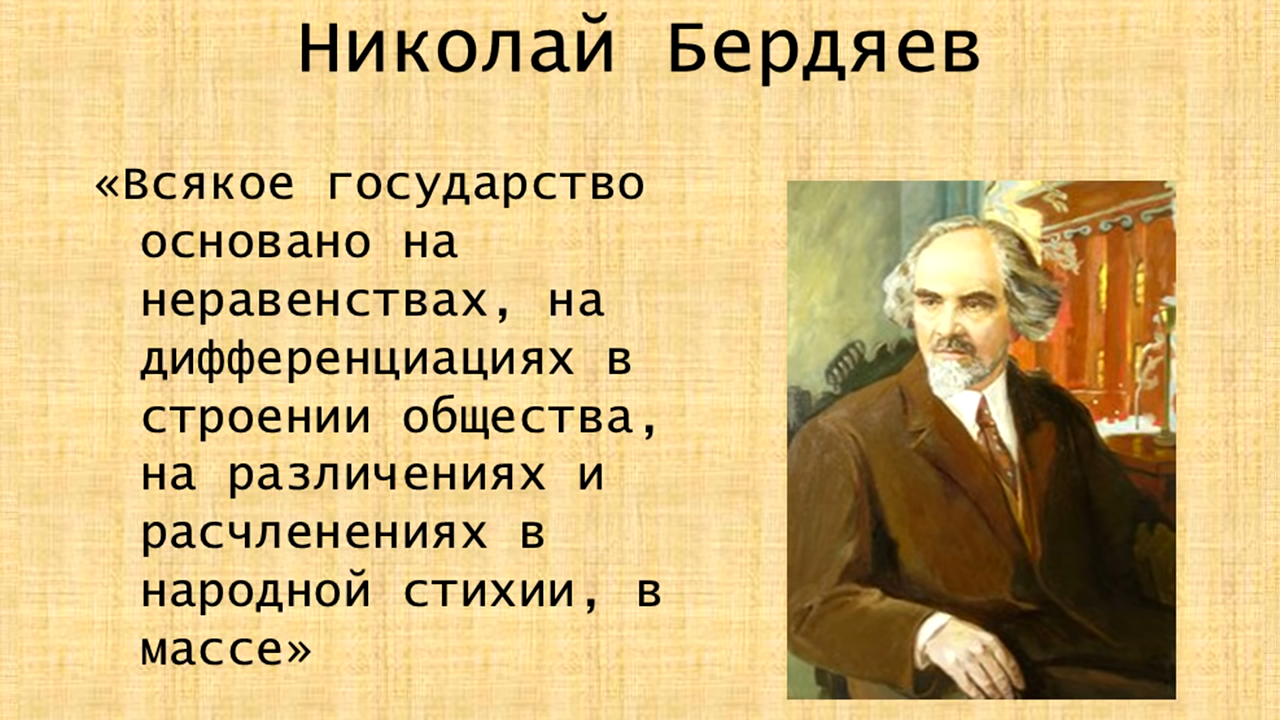 Николай Бердяев
«Всякое государство
основано на
неравенствах, на
дифференциациях в
строении общества,
на различениях и
расчленениях в
народной стихии, в
массе»